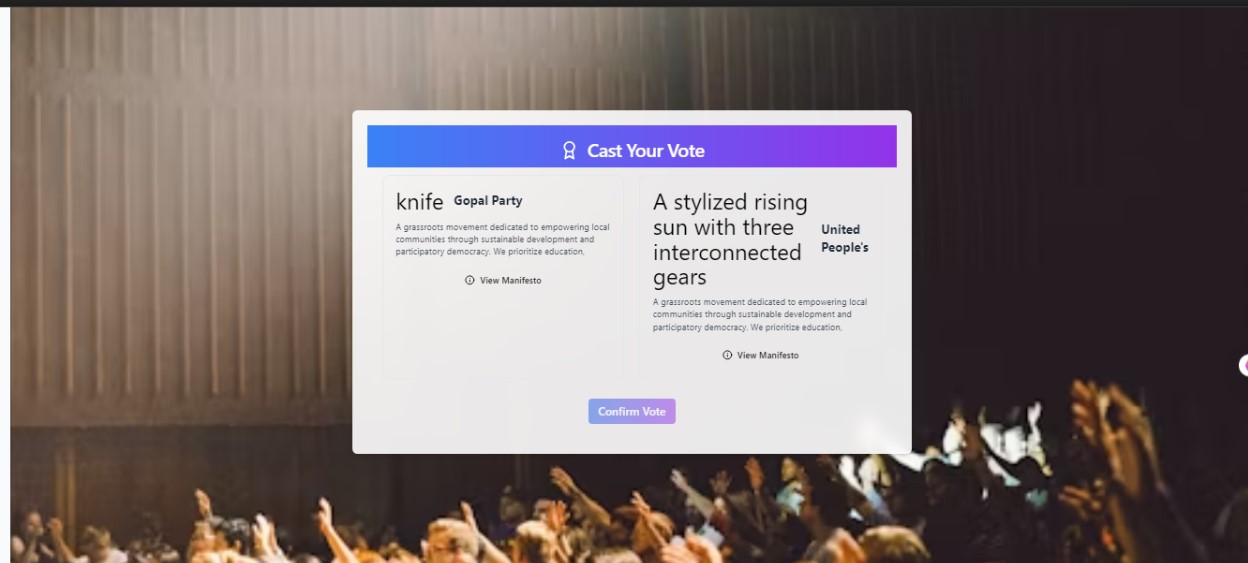 Cast Your Vote
knife Gopal Party
A grassroots movement dedicated to empowering local
communities through sustainable development and
participatory democracy. We prioritize education,
View Manifesto
A stylized rising
sun with three
interconnected
gears
United
People's
A grassroots movement dedicated to empowering local
communities through sustainable development and
participatory democracy. We prioritize education,
View Manifesto
Confirm Vote